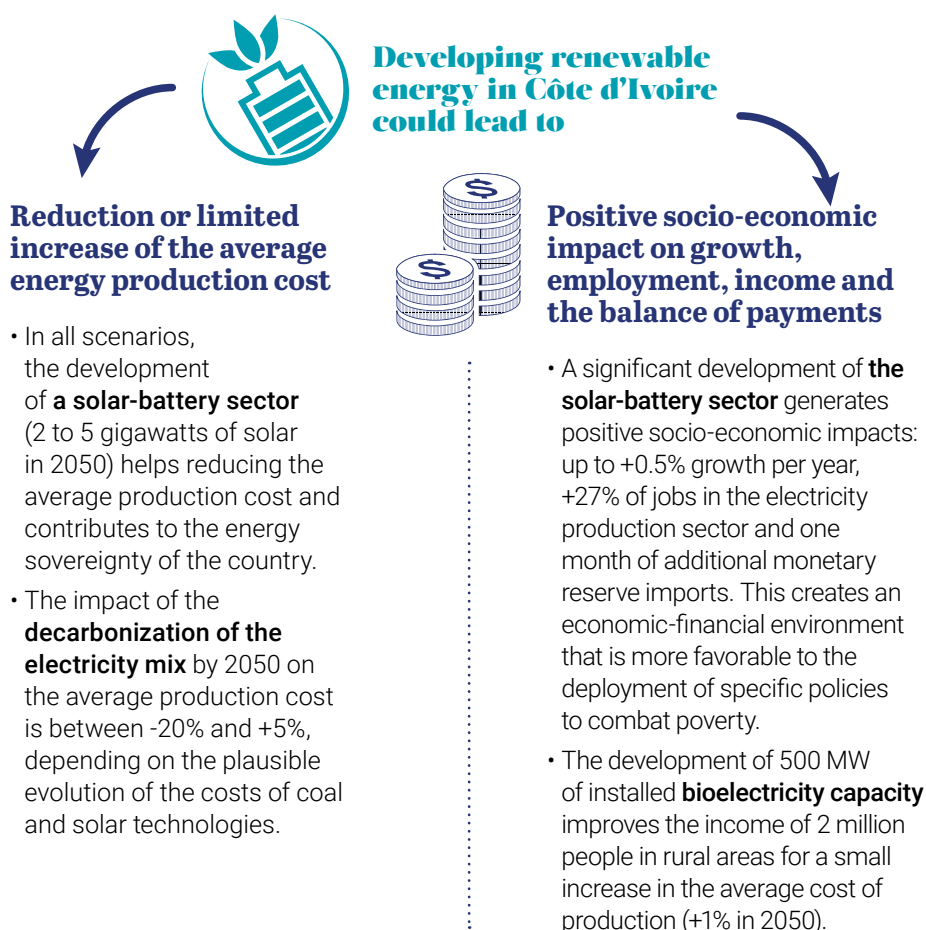 Developing renewable
energy in Côte d’Ivoire
could lead to
Reduction or limited
increase of the average
energy production cost
• In all scenarios,
the development
of a solar-battery sector
(2 to 5 gigawatts of solar
in 2050) helps reducing the
average production cost and
contributes to the energy
sovereignty of the country.
• The impact of the
decarbonization of the
electricity mix by 2050 on
the average production cost
is between -20% and +5%,
depending on the plausible
evolution of the costs of coal
and solar technologies.
$
$
Positive socio-economic
impact on growth,
employment, income and
the balance of payments
• A significant development of the
solar-battery sector generates
positive socio-economic impacts:
up to +0.5% growth per year,
+27% of jobs in the electricity
production sector and one
month of additional monetary
reserve imports. This creates an
economic-financial environment
that is more favorable to the
deployment of specific policies
to combat poverty.
• The development of 500 MW
of installed bioelectricity capacity
improves the income of 2 million
people in rural areas for a small
increase in the average cost of
production (+1% in 2050).